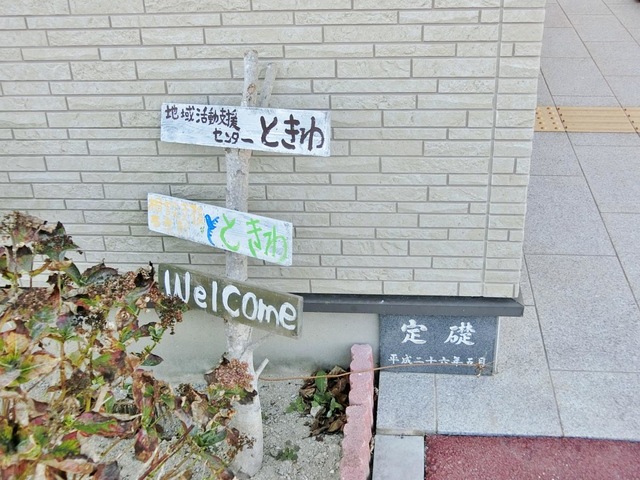 地域活動支援
センター ときわ
ときわ
Welcome
定礎
平成二十六年五月